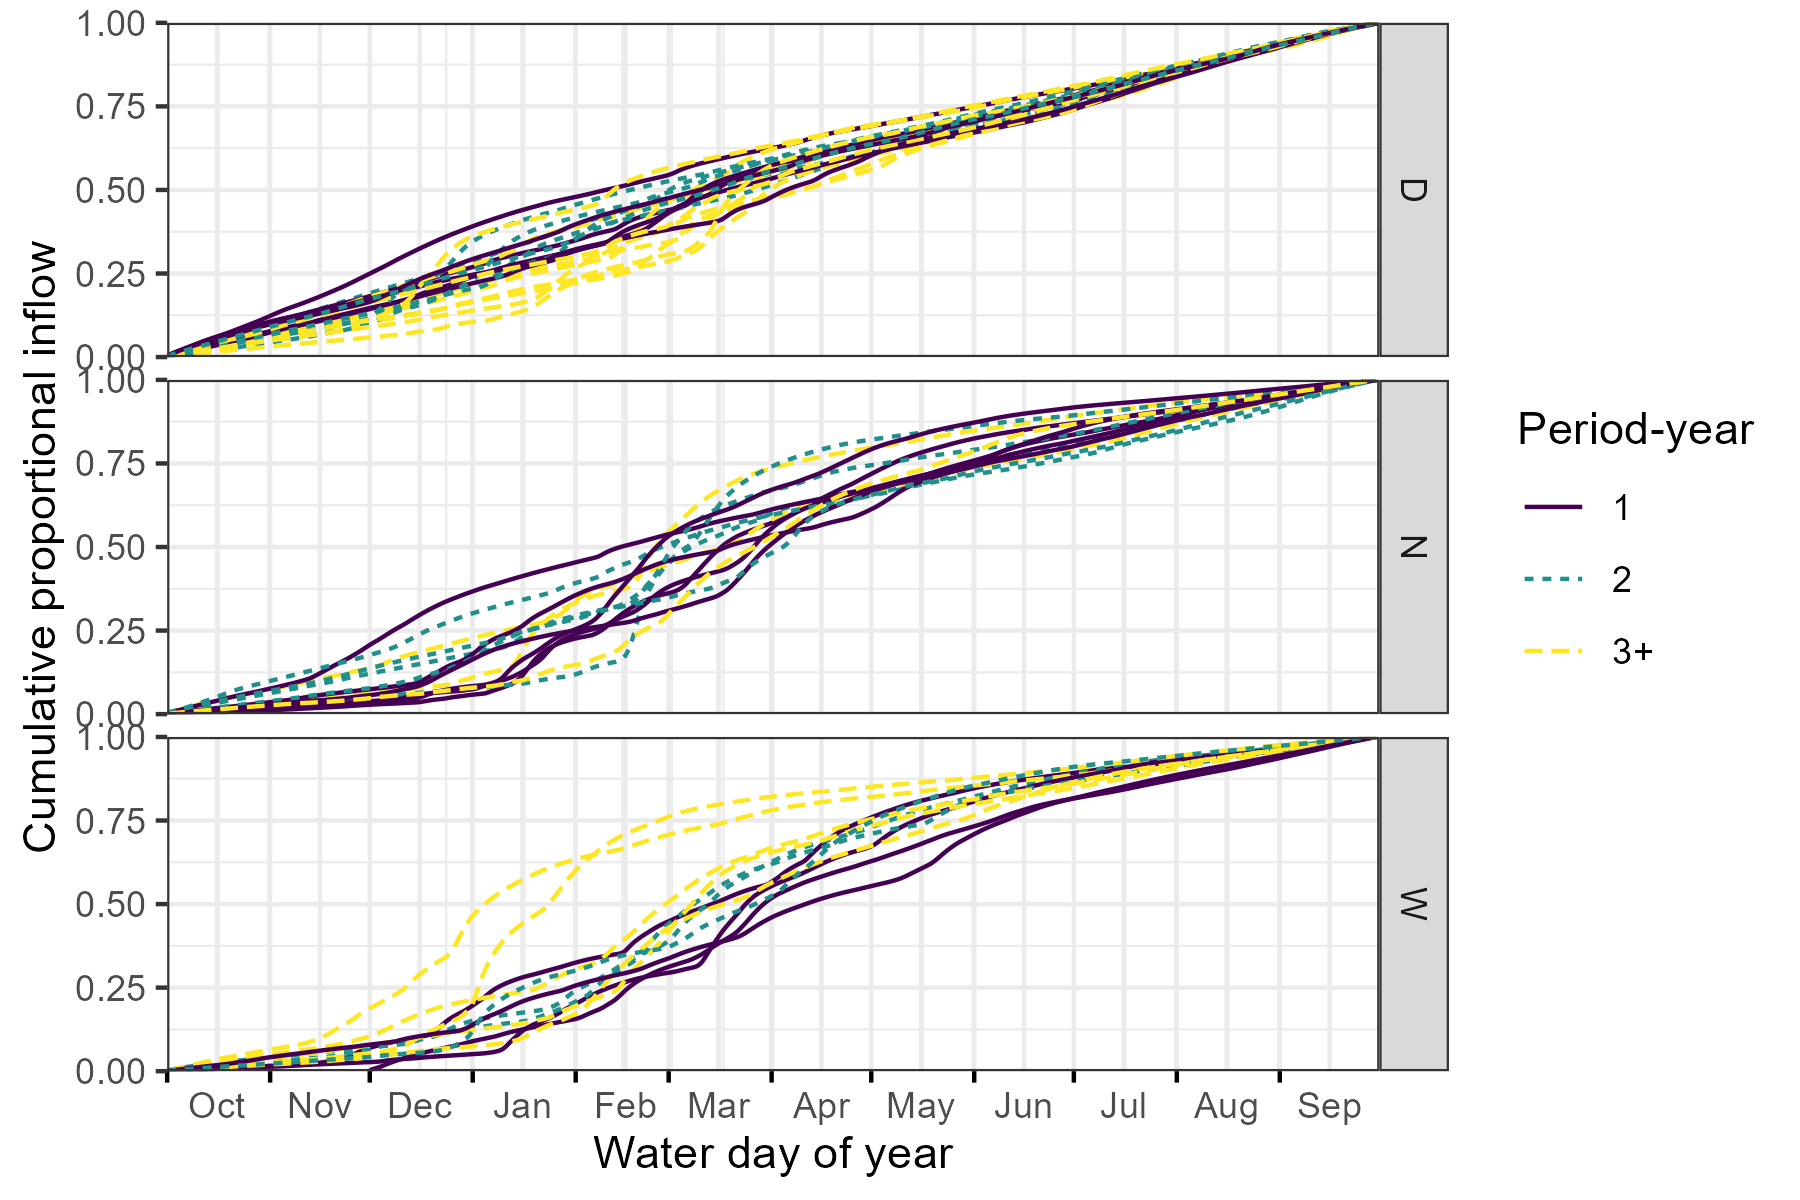 Cumulative proportional inflow
1.00
0.75
0.50
0.25
0.00
D
1.00
0.75
0.50
0.25
0.00
N
1.00
0.75
0.50
0.25
0.00
W
Oct Nov Dec Jan Feb Mar Apr May Jun Jul Aug Sep
Water day of year
Period-year
1
2
3+